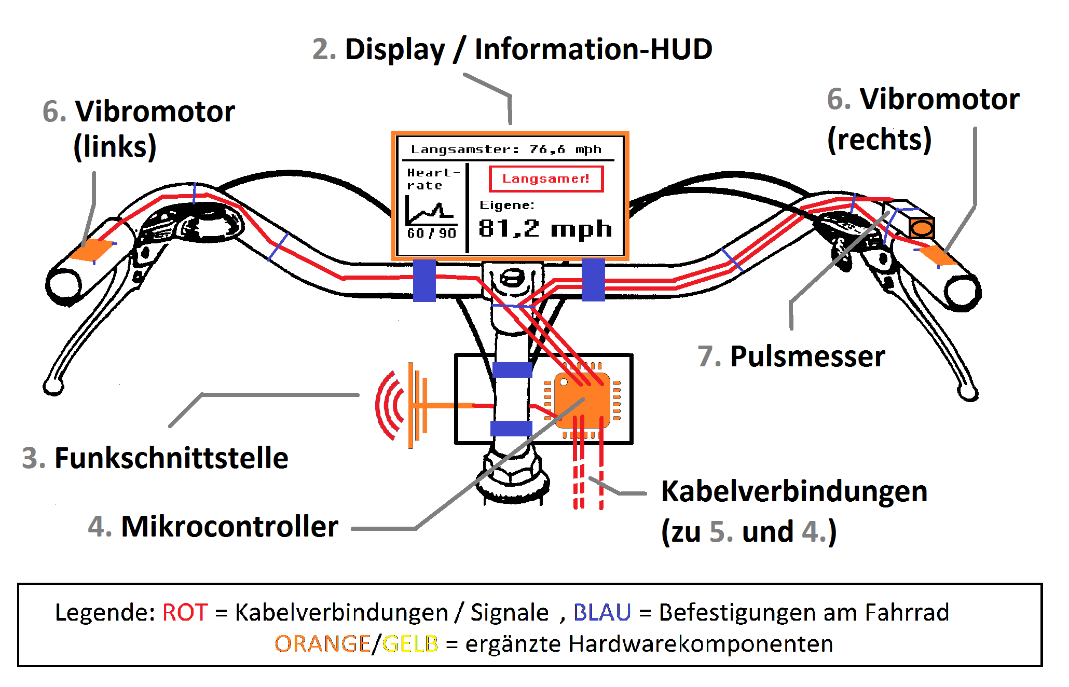 2. Display / Information-HUD
6. Vibromotor
(links)
6. Vibromotor
(rechts)
Langsamster: 76,6 mph
Heart-
rate
60 / 90
Langsamer!
Eigene:
81,2 mph
7. Pulsmesser
3. Funkschnittstelle
4. Mikrocontroller
Kabelverbindungen
(zu 5. und 4.)
Legende: ROT = Kabelverbindungen / Signale , BLAU = Befestigungen am Fahrrad
ORANGE/GELB = ergänzte Hardwarekomponenten